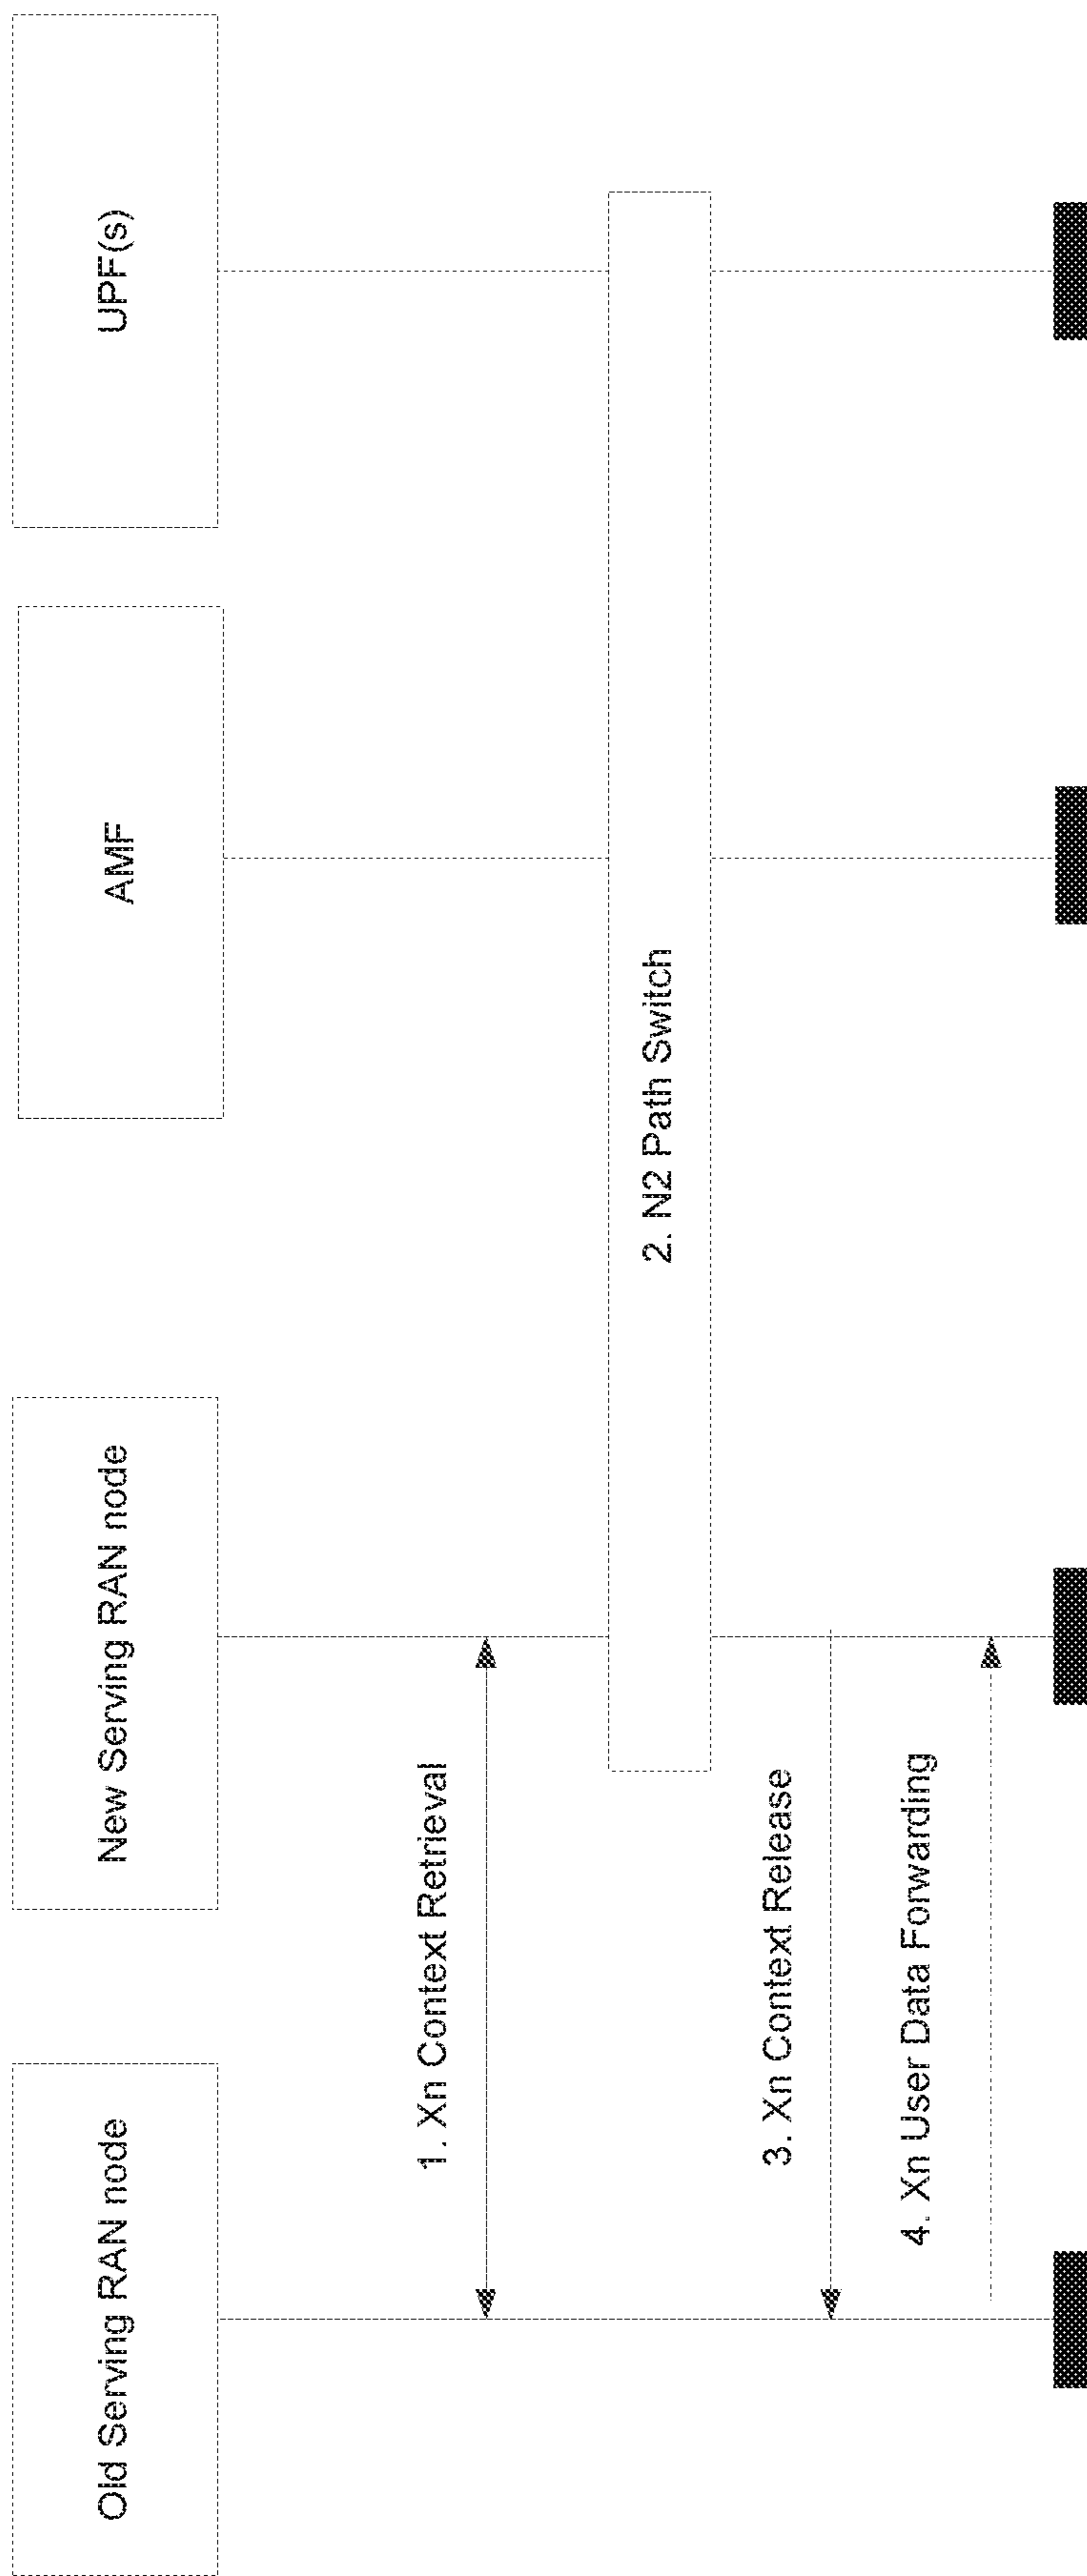 Old Serving RAN node
New Serving RAN node
AMF
UPF(s)
1. Xn Context Retrieval
2. N2 Path Switch
3. Xn Context Release
4. Xn User Data Forwarding